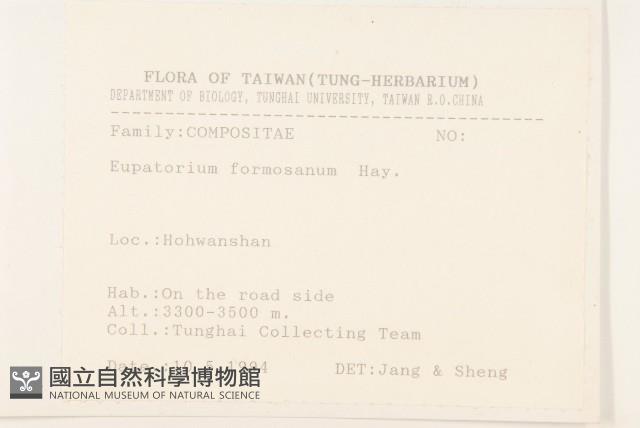 FLORA OF TAIWAN(TUNG-HERBARIUM)
DEPARTMENT OF BIOLOGY, TUNGHAI UNIVERSITY, TAIWAN R.O.CHINA
Family:COMPOSITAE NO:
Eupatorium formosanum Hay.
Loc.:Hohwanshan
Hab.:On the road side
Alt.:3300-3500 m.
Coll.:Tunghai Collecting Team
DET:Jang & Sheng
國立自然科學博物館
NATIONAL MUSEUM OF NATURAL SCIENCE